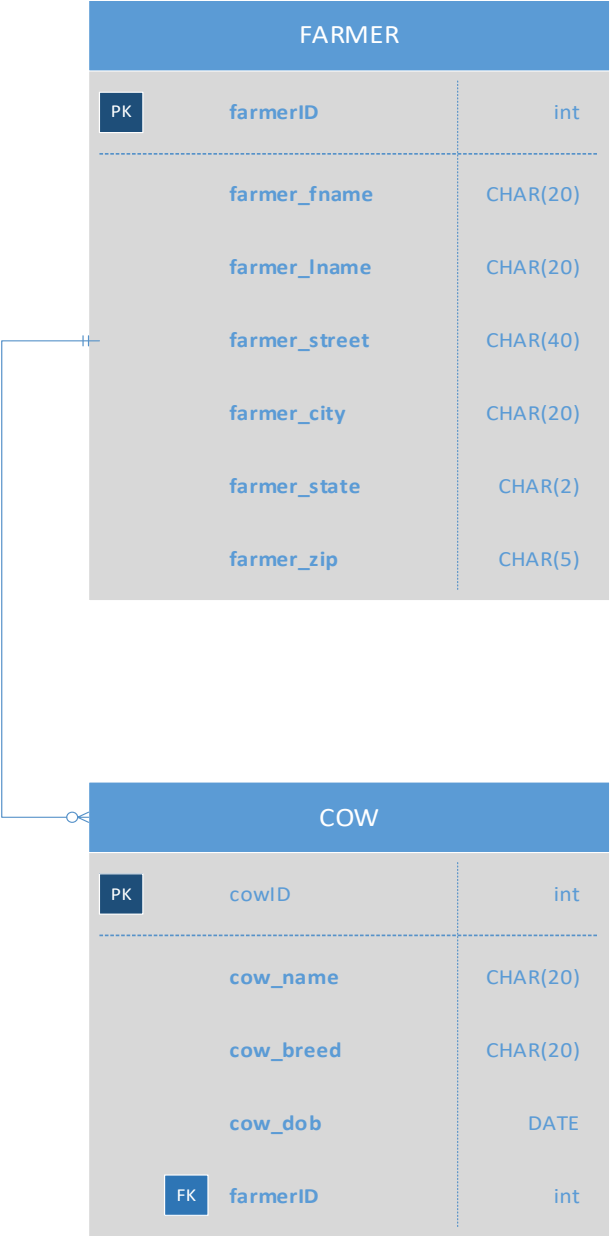 FARMER
PK farmerID int
farmer_fname CHAR(20)
farmer_lname CHAR(20)
farmer_street CHAR(40)
farmer_city CHAR(20)
farmer_state CHAR(2)
farmer_zip CHAR(5)
COW
PK cowID int
cow_name CHAR(20)
cow_breed CHAR(20)
cow_dob DATE
FK farmerID int